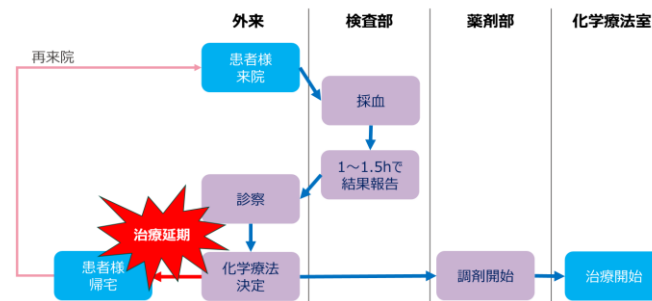 外来
検査部
薬剤部
化学療法室
再来院
患者様
来院
採血
1～1.5hで
結果報告
診察
治療延期
患者様
帰宅
化学療法
決定
調剤開始
治療開始